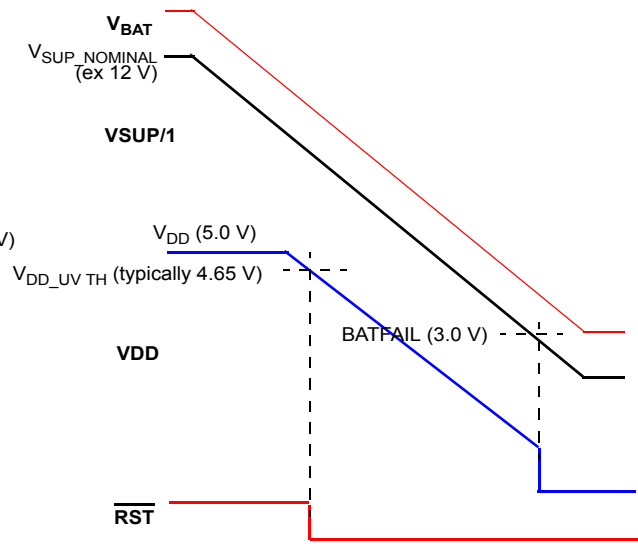 VBAT
VSUP_NOMINAL
(ex 12 V)
VSUP/1
V)
VDD (5.0 V)
VDD_UV TH (typically 4.65 V)
BATFAIL (3.0 V)
VDD
RST